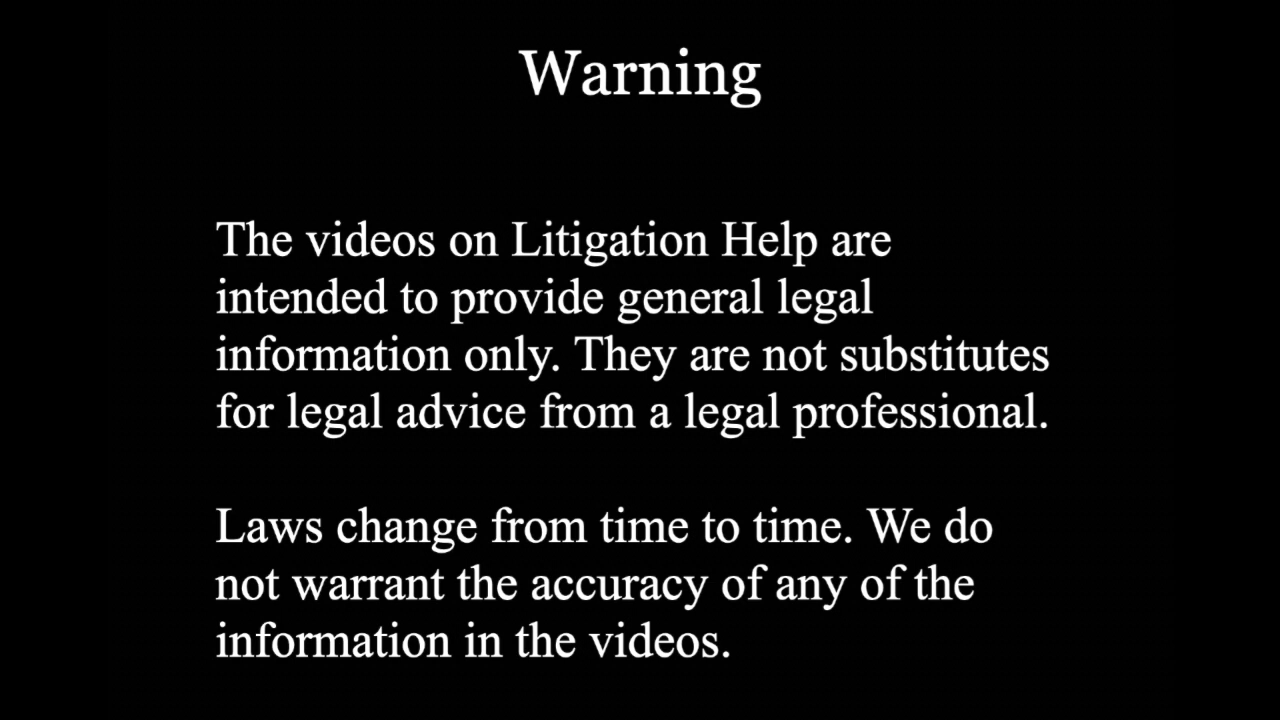 Warning
The videos on Litigation Help are
intended to provide general legal
information only. They are not substitutes
for legal advice from a legal professional.
Laws change from time to time. We do
not warrant the accuracy of any of the
information in the videos.